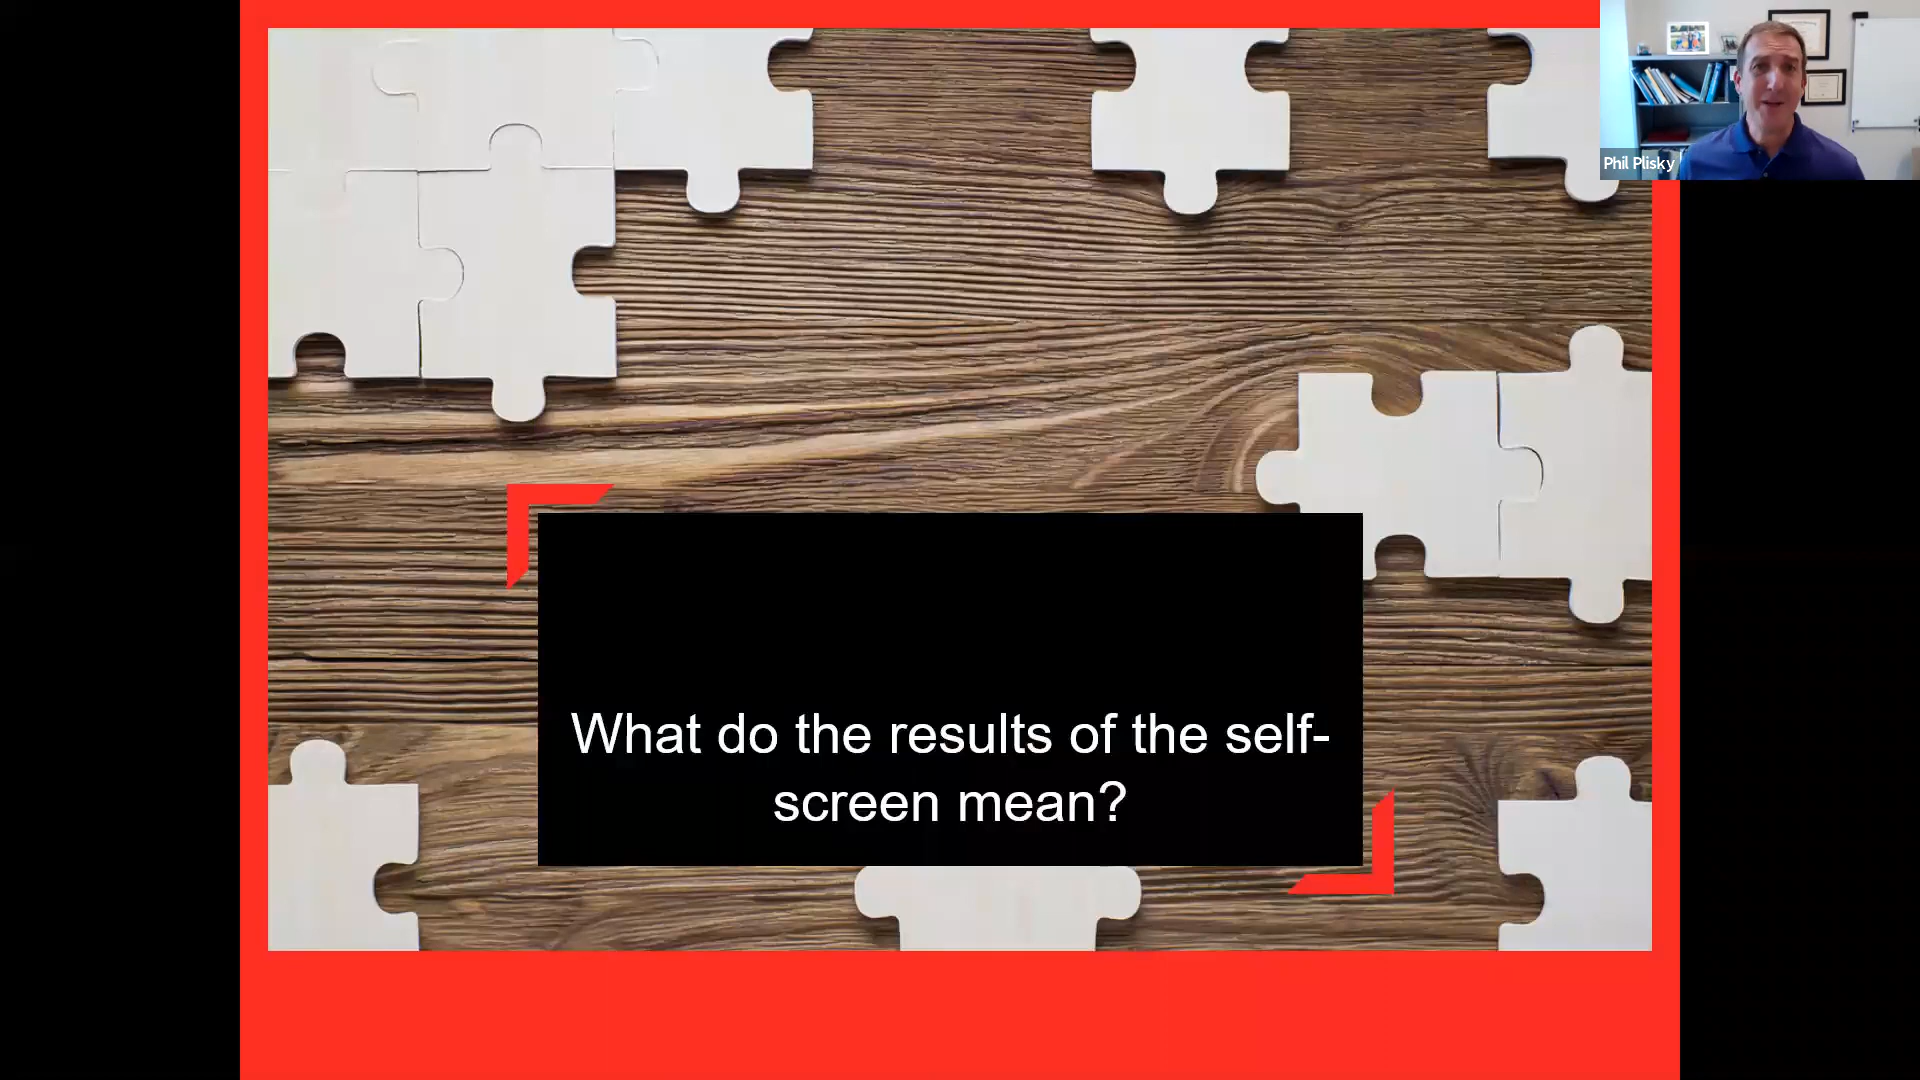 Phil Plisky
What do the results of the self-
screen mean?